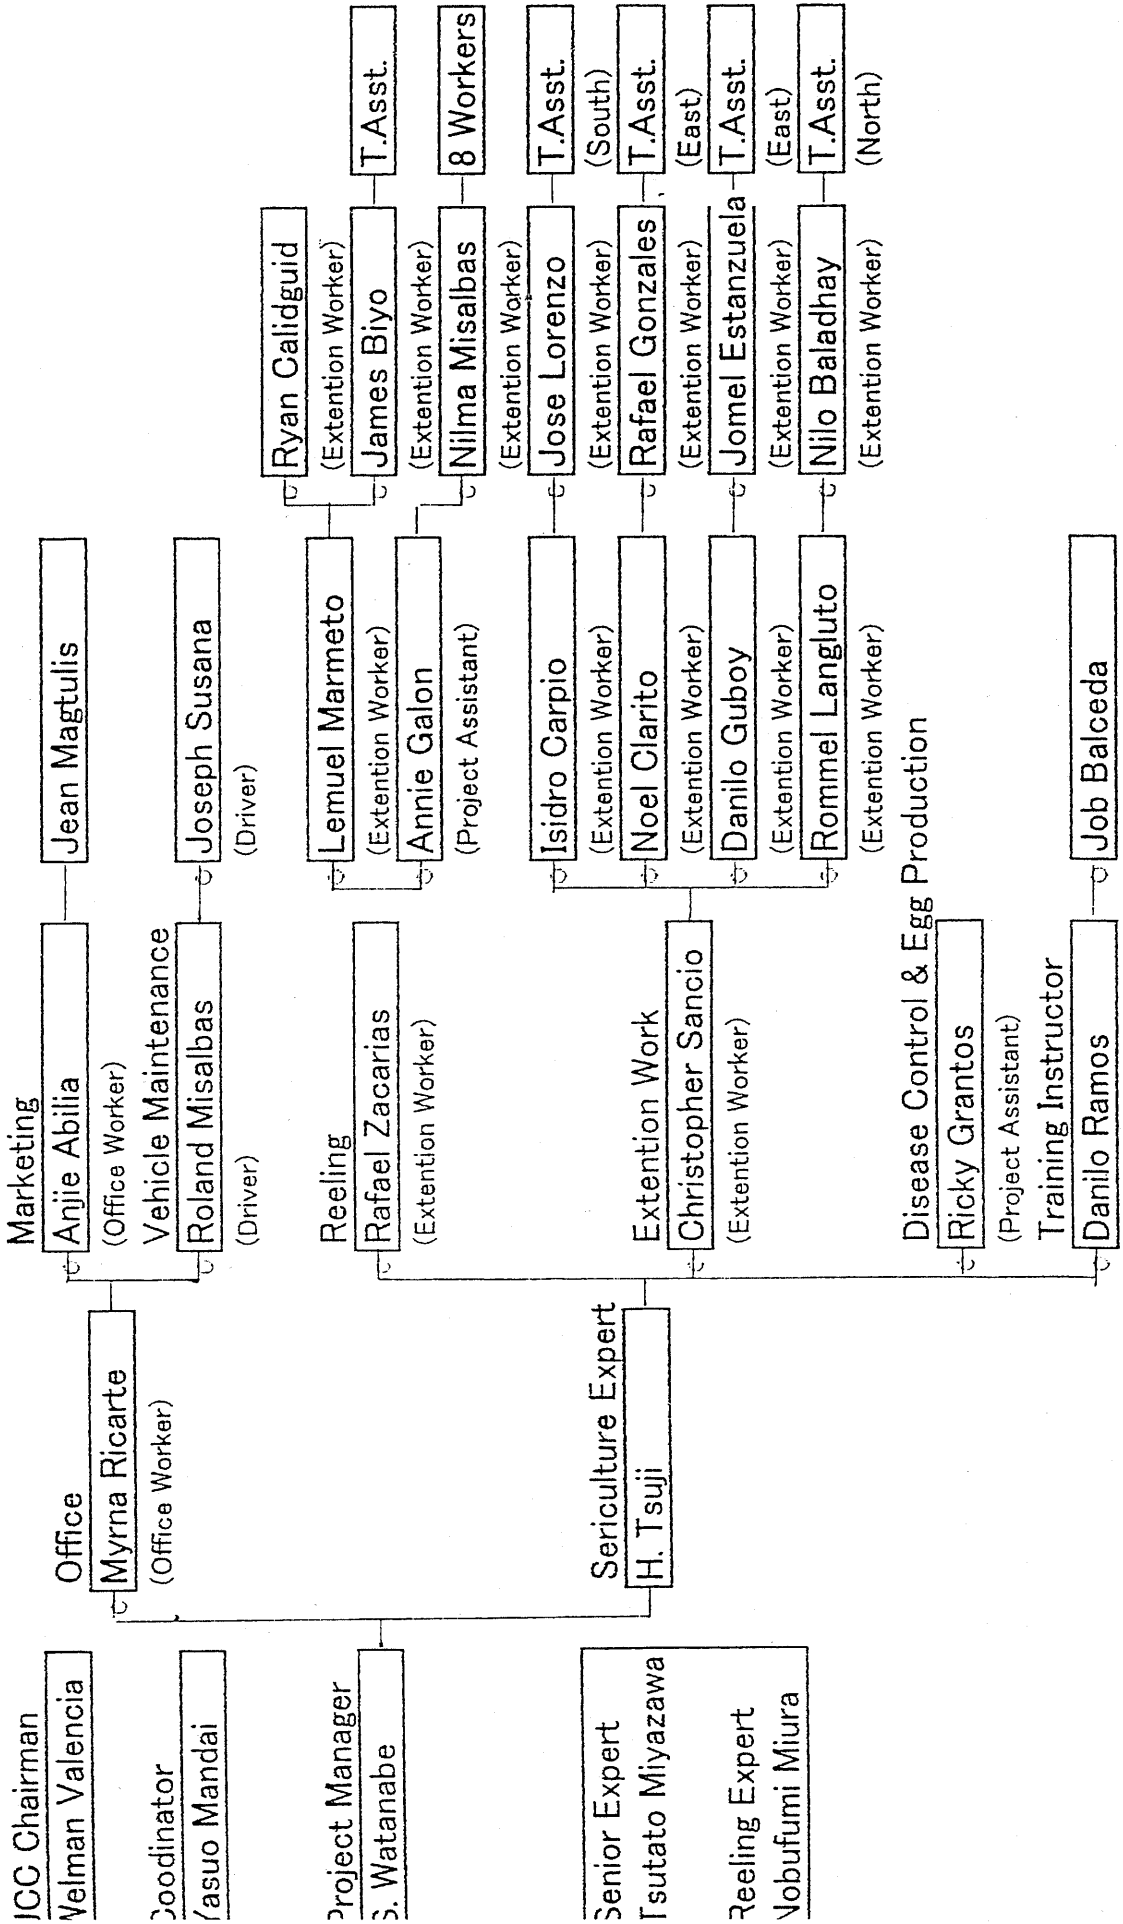 JCC Chairman
Welman Valencia
Coodinator
Yasuo Mandai
Project Manager
S. Watanabe
Senior Expert
Tsutato Miyazawa
Reeling Expert
Nobufumi Miura
Office
Myrna Ricarte
(Office Worker)
Sericulture Expert
H. Tsuji
Marketing
Anjie Abilia
(Office Worker)
Vehicle Maintenance
Roland Misalbas
(Driver)
Reeling
Rafael Zacarias
(Extention Worker)
Extention Work
Christopher Sancio
(Extention Worker)
Disease Control & Egg Production
Ricky Grantos
(Project Assistant)
Training Instructor
Danilo Ramos
Jean Magtulis
Joseph Susana
(Driver)
Lemuel Marmeto
(Extention Worker)
Annie Galon
(Project Assistant)
Isidro Carpio
(Extention Worker)
Noel Clarito
(Extention Worker)
Danilo Guboy
(Extention Worker)
Rommel Langluto
(Extention Worker)
Job Balceda
Ryan Calidguid
(Extention Worker)
James Biyo
(Extention Worker)
Nilma Misalbas
(Extention Worker)
Jose Lorenzo
(Extention Worker)
Rafael Gonzales
(Extention Worker)
Jomel Estanzuela
(Extention Worker)
Nilo Baladhay
(Extention Worker)
T.Asst.
8 Workers
T.Asst.
(South)
T.Asst.
(East)
T.Asst.
(East)
T.Asst.
(North)